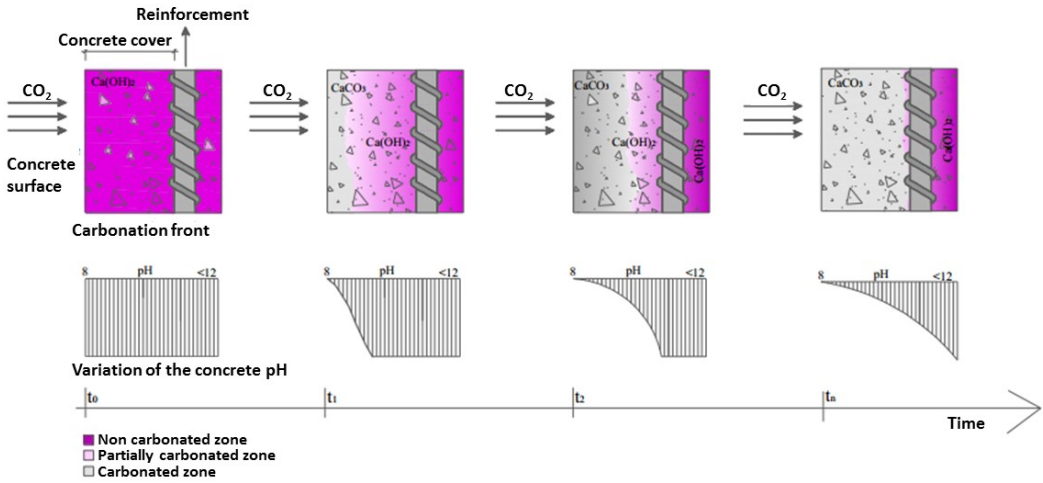 Reinforcement
Concrete cover
CO₂
Ca(OH)₂
Concrete
surface
CO₂
CaCO₃
Ca(OH)₂
CO₂
CaCO₃
Ca(OH)₂
Ca(OH)₂
CO₂
CaCO₃
Ca(OH)₂
Carbonation front
8 pH <12
8 pH <12
8 pH <12
8 pH <12
Variation of the concrete pH
t₀
t₁
t₂
tₙ
Time
Non carbonated zone
Partially carbonated zone
Carbonated zone